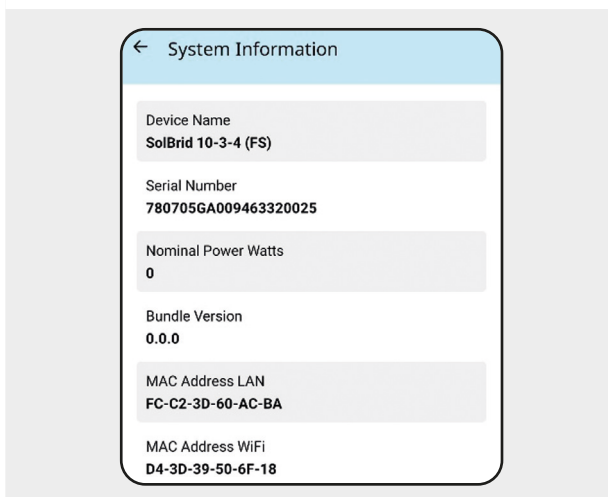 System Information
Device Name
SolBrid 10-3-4 (FS)
Serial Number
780705GA009463320025
Nominal Power Watts
0
Bundle Version
0.0.0
MAC Address LAN
FC-C2-3D-60-AC-BA
MAC Address WiFi
D4-3D-39-50-6F-18